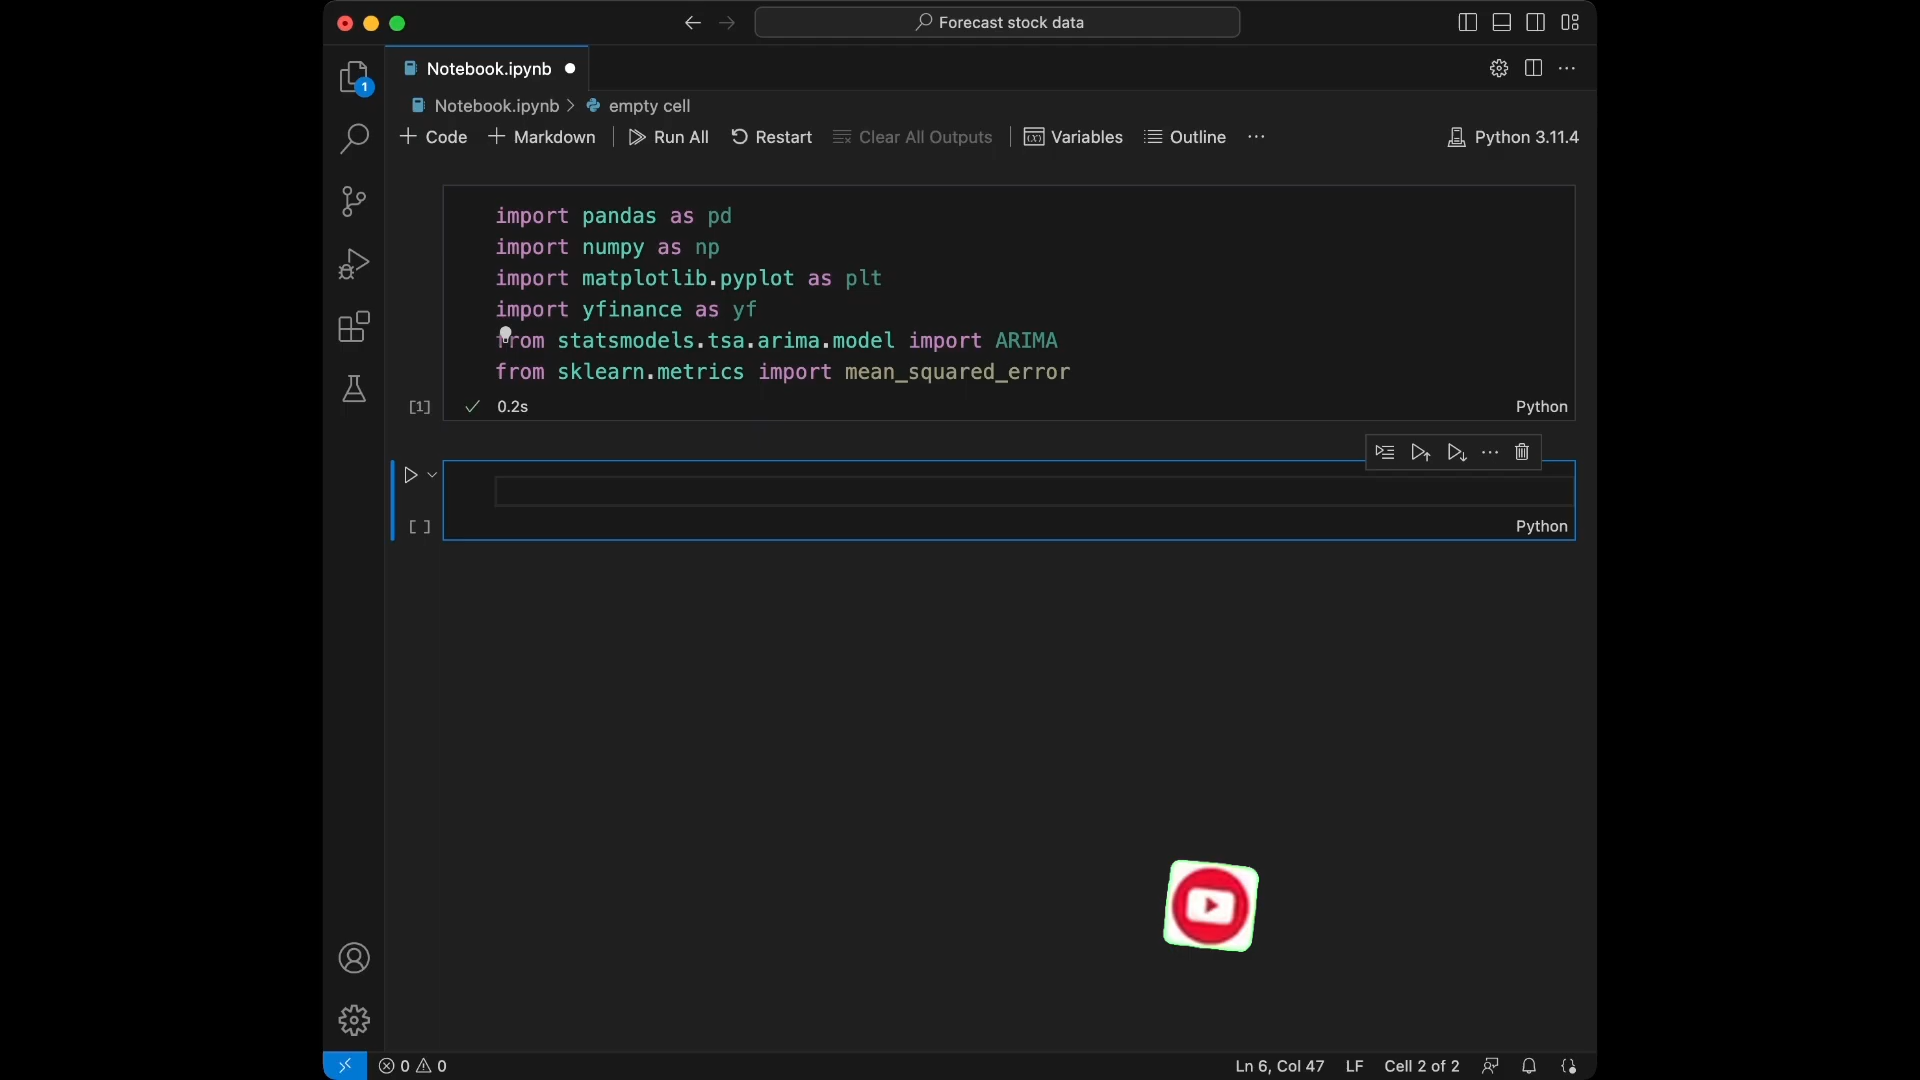 Forecast stock data
Notebook.ipynb
1
Notebook.ipynb > empty cell
+ Code + Markdown Run All Restart Clear All Outputs Variables Outline ... Python 3.11.4
import pandas as pd
import numpy as np
import matplotlib.pyplot as plt
import yfinance as yf
from statsmodels.tsa.arima.model import ARIMA
from sklearn.metrics import mean_squared_error
[1] ✓ 0.2s Python
[ ] Python
0 0 Ln 6, Col 47 LF Cell 2 of 2